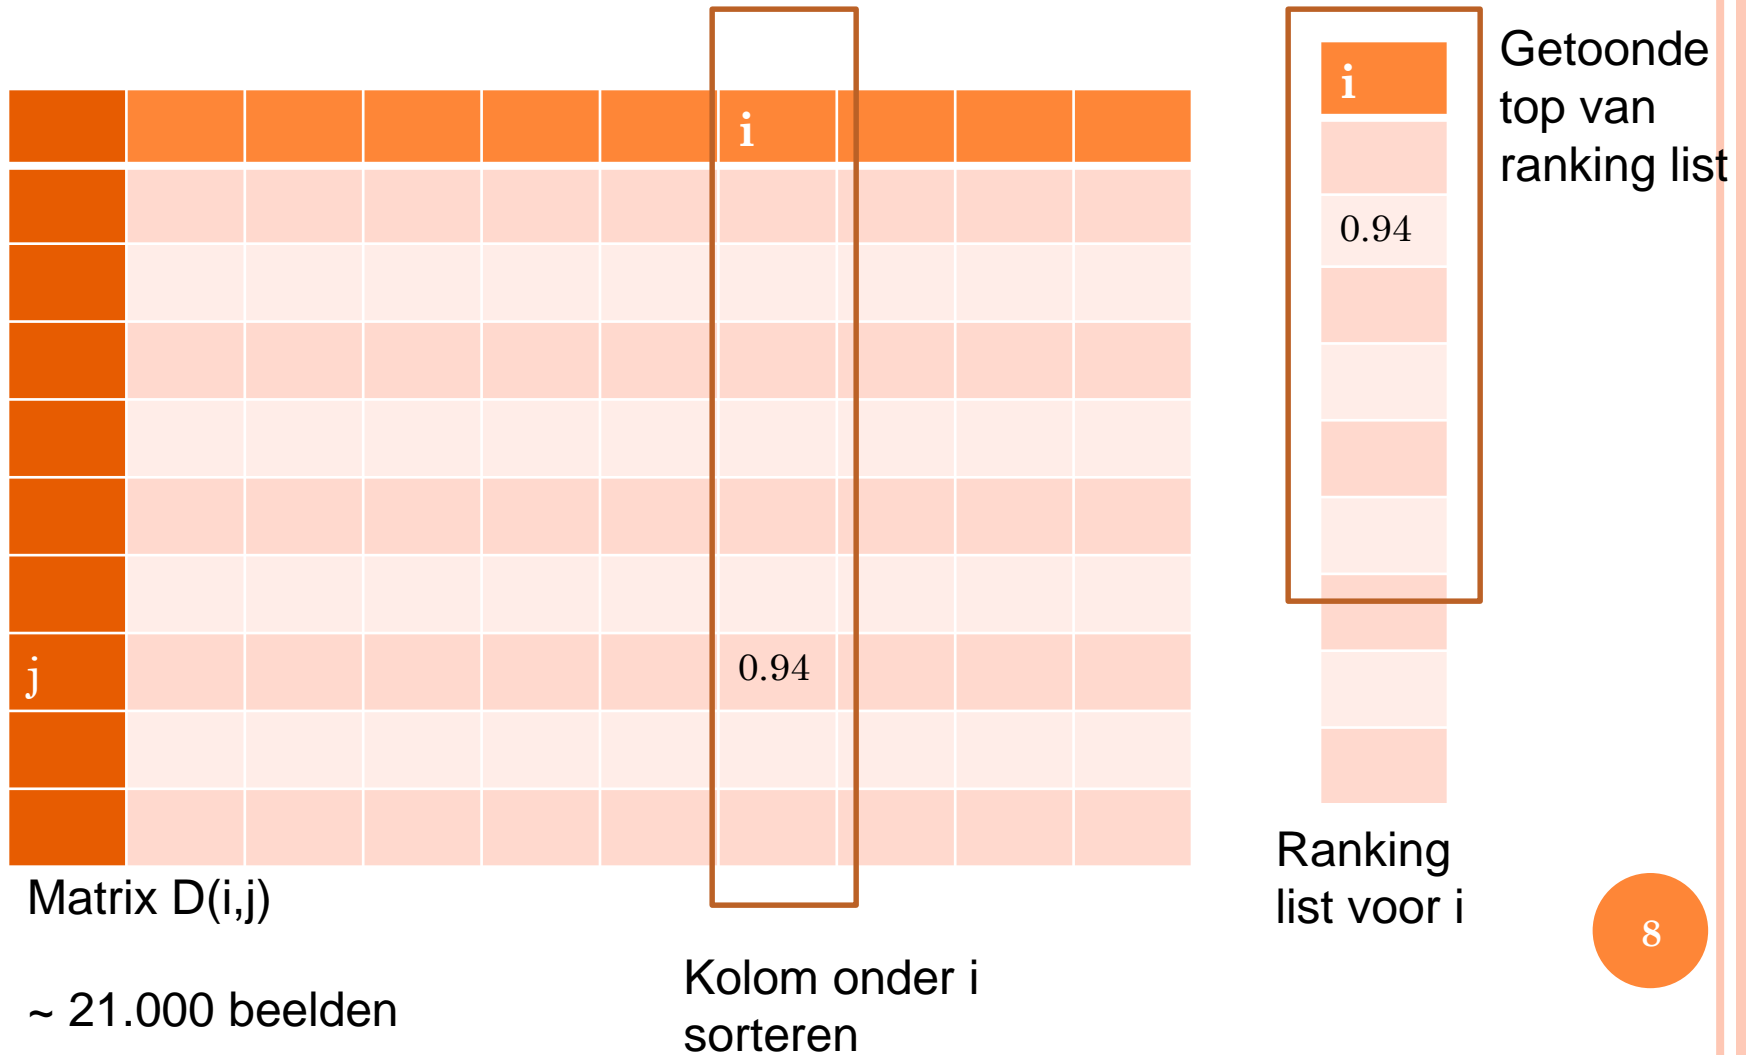 i
j
0.94
Matrix D(i,j)
~ 21.000 beelden
Kolom onder i
sorteren
i
0.94
Ranking
list voor i
Getoonde
top van
ranking list
8